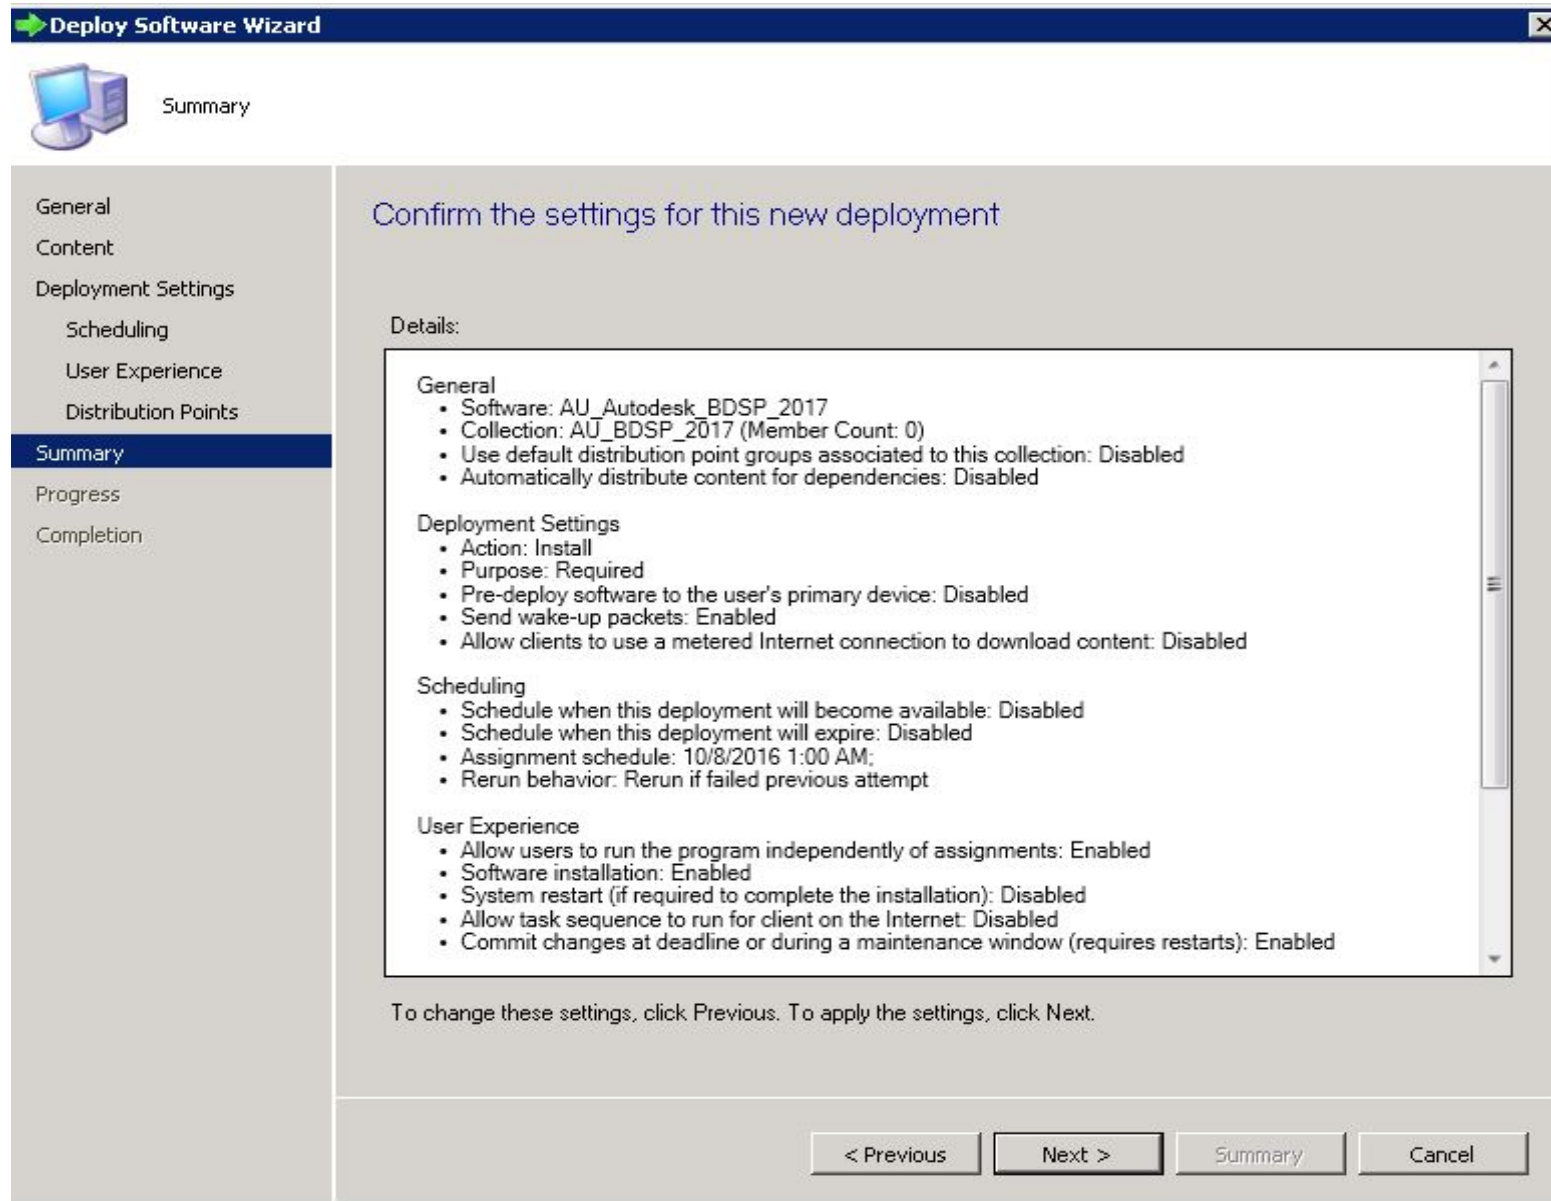 Deploy Software Wizard
Summary
General
Content
Deployment Settings
Scheduling
User Experience
Distribution Points
Summary
Progress
Completion
Confirm the settings for this new deployment
Details:
General
• Software: AU_Autodesk_BDSP_2017
• Collection: AU_BDSP_2017 (Member Count: 0)
• Use default distribution point groups associated to this collection: Disabled
• Automatically distribute content for dependencies: Disabled
Deployment Settings
• Action: Install
• Purpose: Required
• Pre-deploy software to the user's primary device: Disabled
• Send wake-up packets: Enabled
• Allow clients to use a metered Internet connection to download content: Disabled
Scheduling
• Schedule when this deployment will become available: Disabled
• Schedule when this deployment will expire: Disabled
• Assignment schedule: 10/8/2016 1:00 AM;
• Rerun behavior: Rerun if failed previous attempt
User Experience
• Allow users to run the program independently of assignments: Enabled
• Software installation: Enabled
• System restart (if required to complete the installation): Disabled
• Allow task sequence to run for client on the Internet: Disabled
• Commit changes at deadline or during a maintenance window (requires restarts): Enabled
To change these settings, click Previous. To apply the settings, click Next.
< Previous
Next >
Summary
Cancel